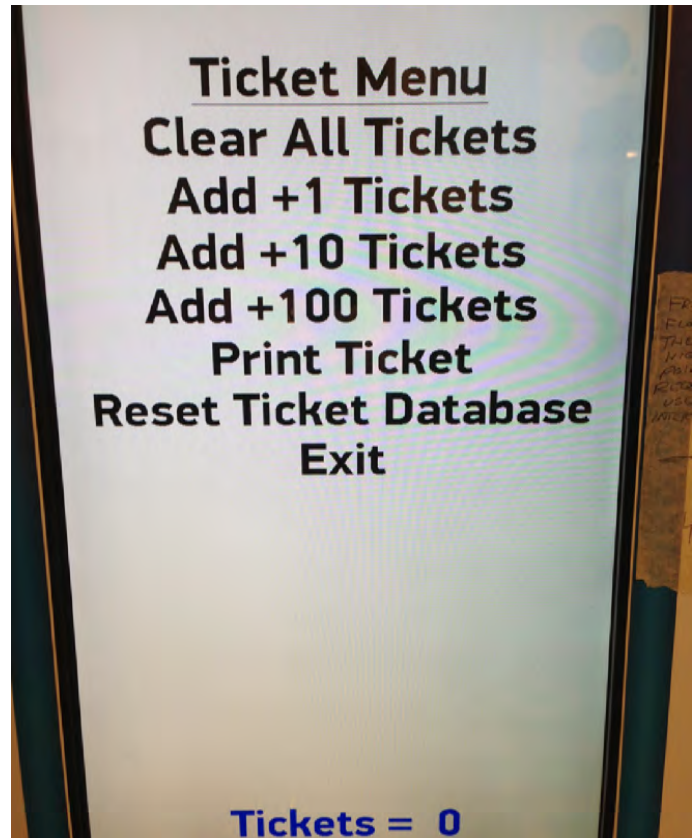 Ticket Menu
Clear All Tickets
Add +1 Tickets
Add +10 Tickets
Add +100 Tickets
Print Ticket
Reset Ticket Database
Exit
Tickets = 0